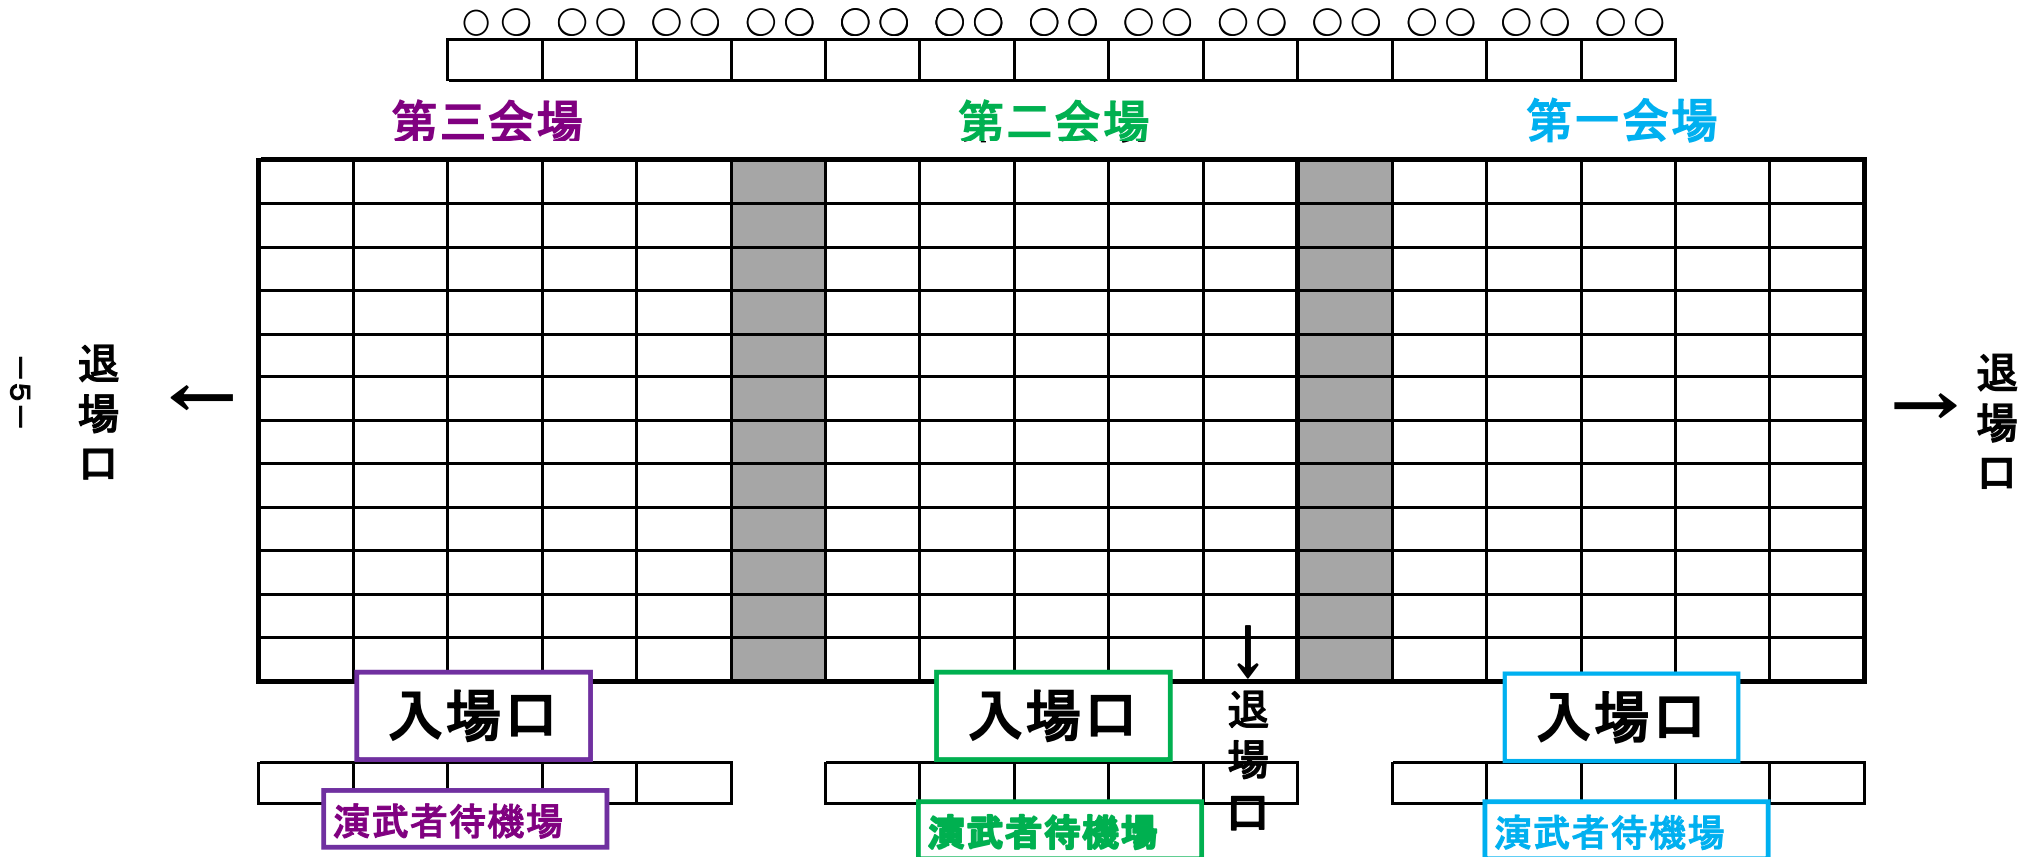 第三会場 第二会場 第一会場
退場口
退場口
－5－
入場口 入場口 入場口
退場口
演武者待機場 演武者待機場 演武者待機場